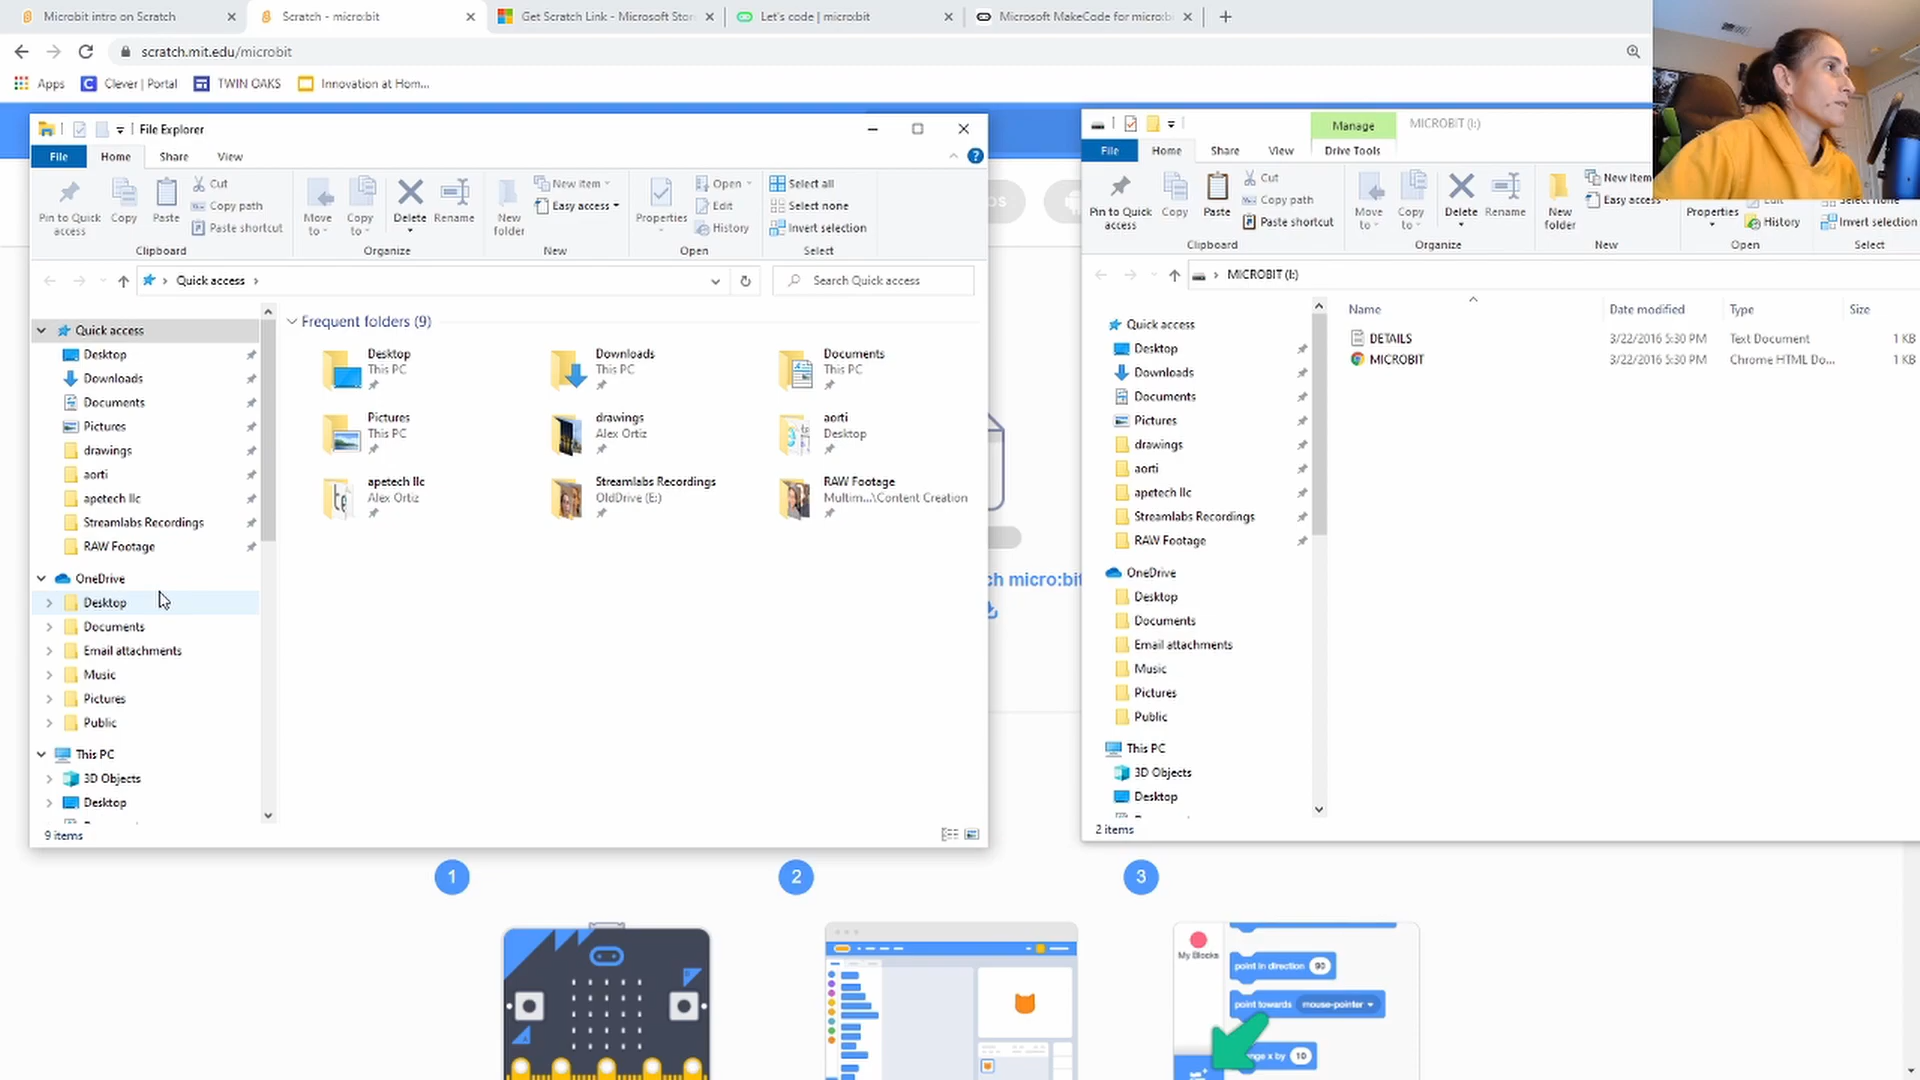 Microbit intro on Scratch
Scratch - micro:bit
Get Scratch Link - Microsoft Stor
Let's code | micro:bit
Microsoft MakeCode for micro:bi
scratch.mit.edu/microbit
Apps
Clever | Portal
TWIN OAKS
Innovation at Hom...
File Explorer
File
Home
Share
View
Pin to Quick access
Copy
Paste
Cut
Copy path
Paste shortcut
Clipboard
Move to
Copy to
Delete
Rename
Organize
New folder
New item
Easy access
New
Properties
Open
Edit
History
Open
Select all
Select none
Invert selection
Select
Quick access
Search Quick access
Quick access
Desktop
Downloads
Documents
Pictures
drawings
aorti
apetech llc
Streamlabs Recordings
RAW Footage
OneDrive
Desktop
Documents
Email attachments
Music
Pictures
Public
This PC
3D Objects
Desktop
9 items
Frequent folders (9)
Desktop
This PC
Downloads
This PC
Documents
This PC
Pictures
This PC
drawings
Alex Ortiz
aorti
Desktop
apetech llc
Alex Ortiz
Streamlabs Recordings
OldDrive (E:)
RAW Footage
Multim...\Content Creation
Manage
MICROBIT (I:)
File
Home
Share
View
Drive Tools
Pin to Quick access
Copy
Paste
Cut
Copy path
Paste shortcut
Clipboard
Move to
Copy to
Delete
Rename
Organize
New folder
New item
Easy access
New
Properties
History
Open
Invert selection
Select
MICROBIT (I:)
Name
Date modified
Type
Size
DETAILS
3/22/2016 5:30 PM
Text Document
1 KB
MICROBIT
3/22/2016 5:30 PM
Chrome HTML Do...
1 KB
Quick access
Desktop
Downloads
Documents
Pictures
drawings
aorti
apetech llc
Streamlabs Recordings
RAW Footage
OneDrive
Desktop
Documents
Email attachments
Music
Pictures
Public
This PC
3D Objects
Desktop
2 items
ch micro:bit
1
2
3
My Blocks
point in direction 90
point towards mouse-pointer
nge x by 10